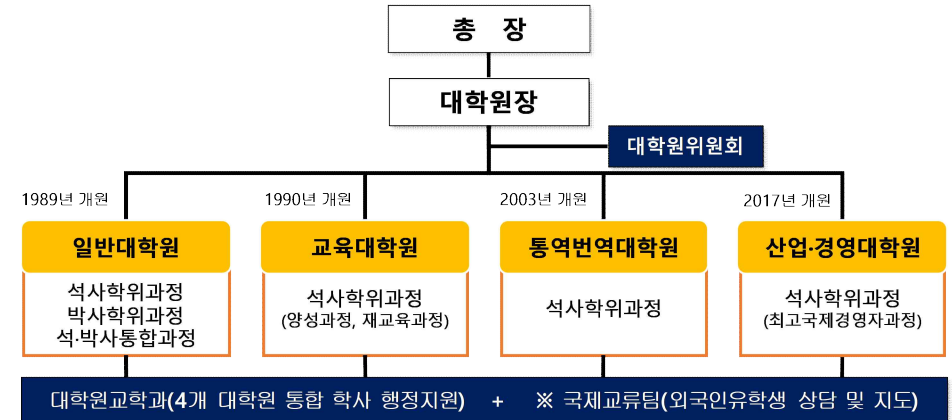 총 장
대학원장
대학원위원회
1989년 개원
1990년 개원
2003년 개원
2017년 개원
일반대학원
교육대학원
통역번역대학원
산업·경영대학원
석사학위과정
박사학위과정
석·박사통합과정
석사학위과정
(양성과정, 재교육과정)
석사학위과정
석사학위과정
(최고국제경영자과정)
대학원교학과(4개 대학원 통합 학사 행정지원) + ※ 국제교류팀(외국인유학생 상담 및 지도)